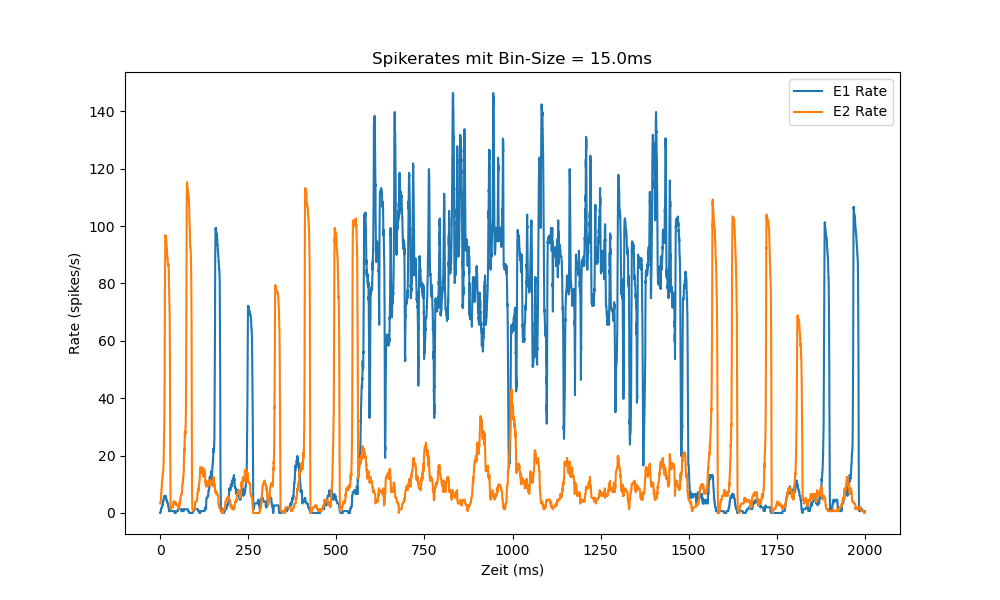 Spikerates mit Bin-Size = 15.0ms
E1 Rate
E2 Rate
Rate (spikes/s)
140
120
100
80
60
40
20
0
0 250 500 750 1000 1250 1500 1750 2000
Zeit (ms)